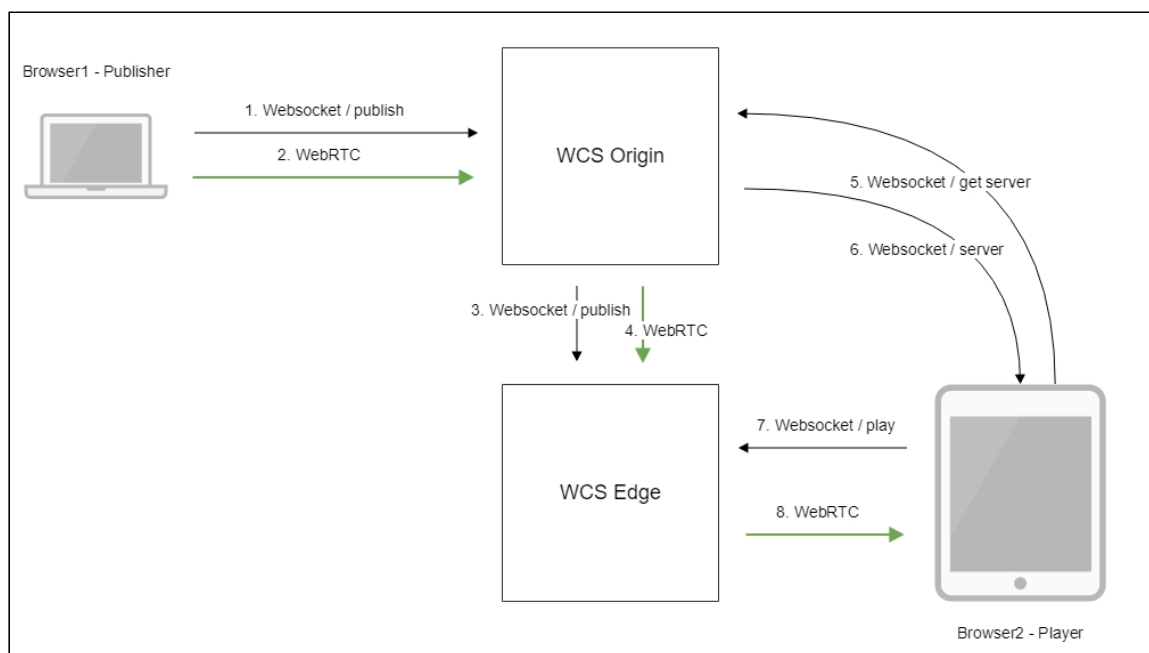 Browser1 - Publisher
1. Websocket / publish
2. WebRTC
WCS Origin
5. Websocket / get server
6. Websocket / server
3. Websocket / publish
4. WebRTC
7. Websocket / play
WCS Edge
8. WebRTC
Browser2 - Player